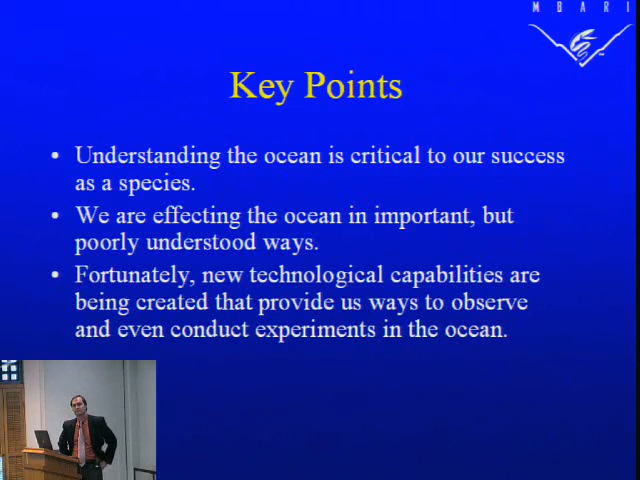 MBARI
Key Points
• Understanding the ocean is critical to our success
as a species.
• We are effecting the ocean in important, but
poorly understood ways.
• Fortunately, new technological capabilities are
being created that provide us ways to observe
and even conduct experiments in the ocean.